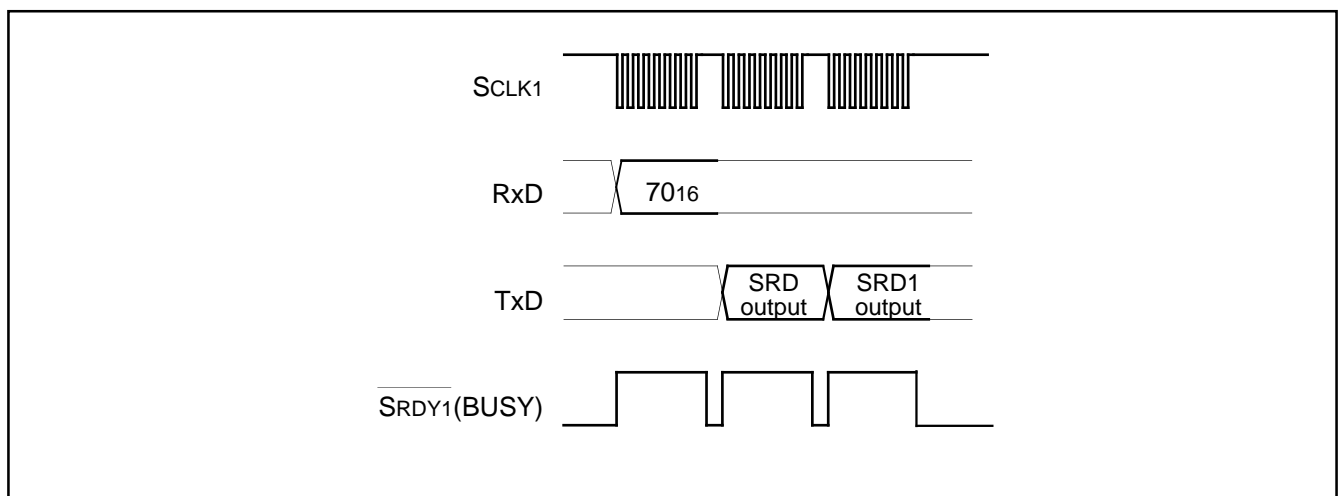 SCLK1
RxD
7016
TxD
SRD
output
SRD1
output
SRDY1(BUSY)